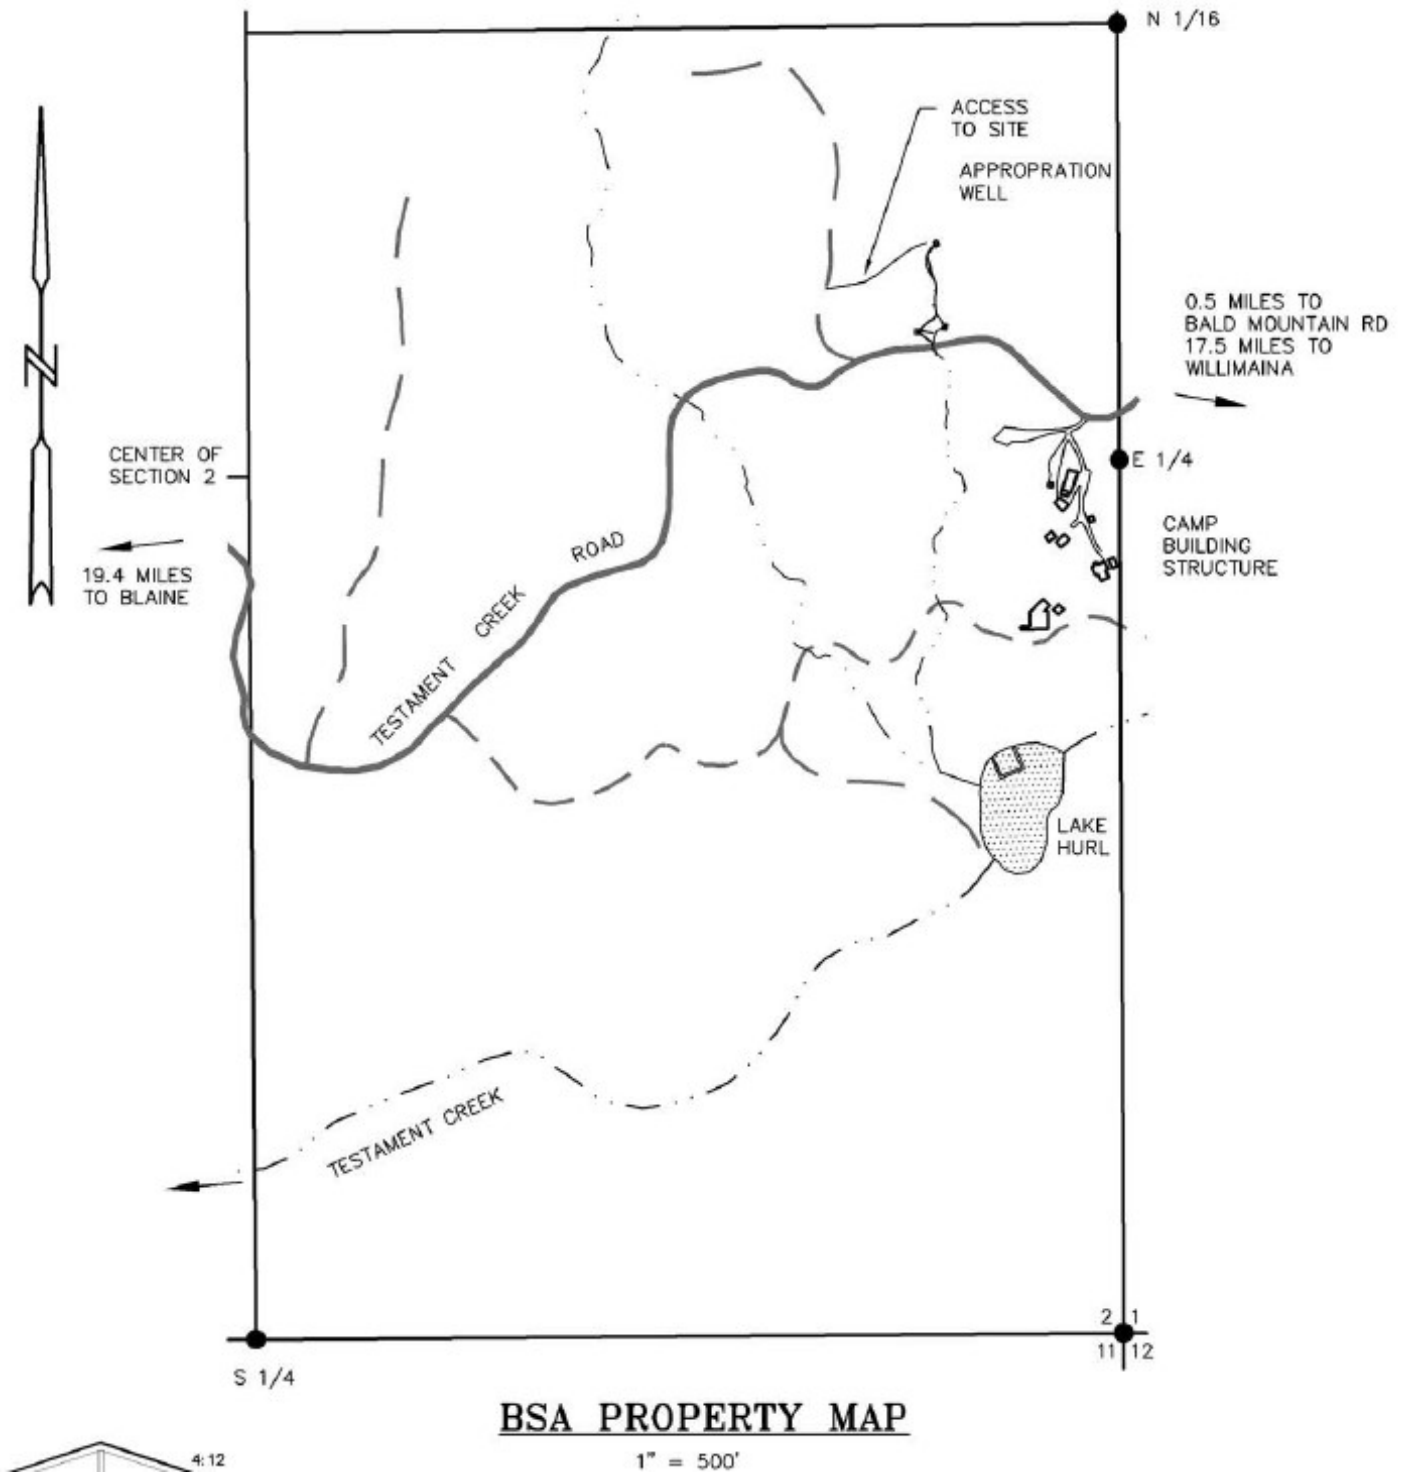 N 1/16
ACCESS
TO SITE
APPROPRATION
WELL
0.5 MILES TO
BALD MOUNTAIN RD
17.5 MILES TO
WILLIMAINA
N
CENTER OF
SECTION 2
E 1/4
19.4 MILES
TO BLAINE
CAMP
BUILDING
STRUCTURE
TESTAMENT CREEK ROAD
LAKE
HURL
TESTAMENT CREEK
2 1
11 12
S 1/4
BSA PROPERTY MAP
1" = 500'
4:12